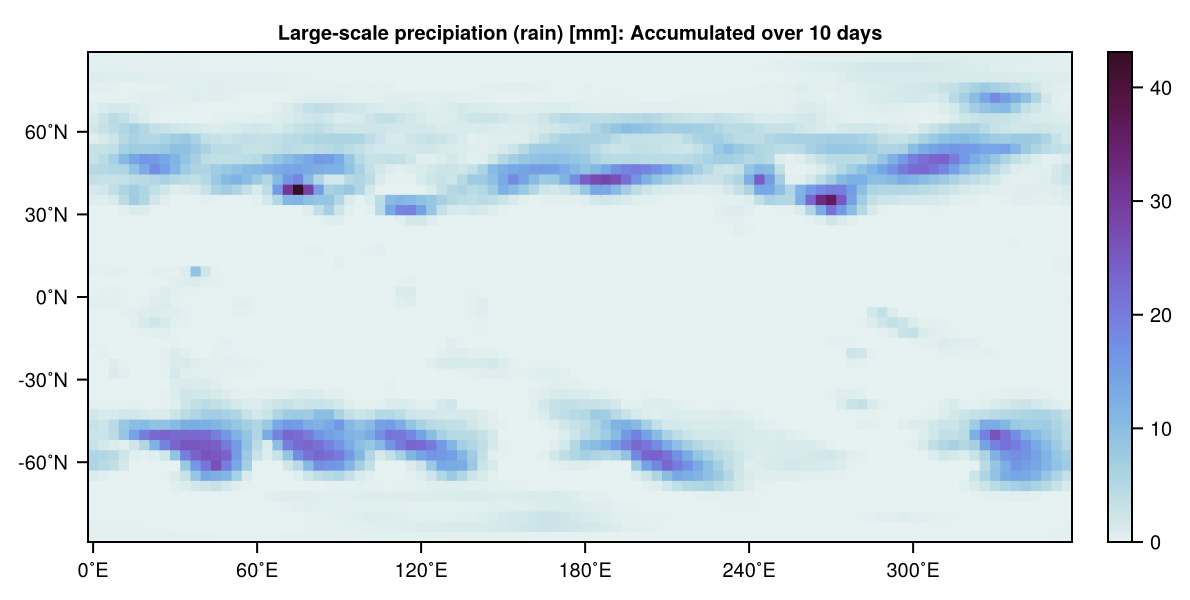 Large-scale precipiation (rain) [mm]: Accumulated over 10 days
60˚N
30˚N
0˚N
-30˚N
-60˚N
0˚E 60˚E 120˚E 180˚E 240˚E 300˚E
40
30
20
10
0